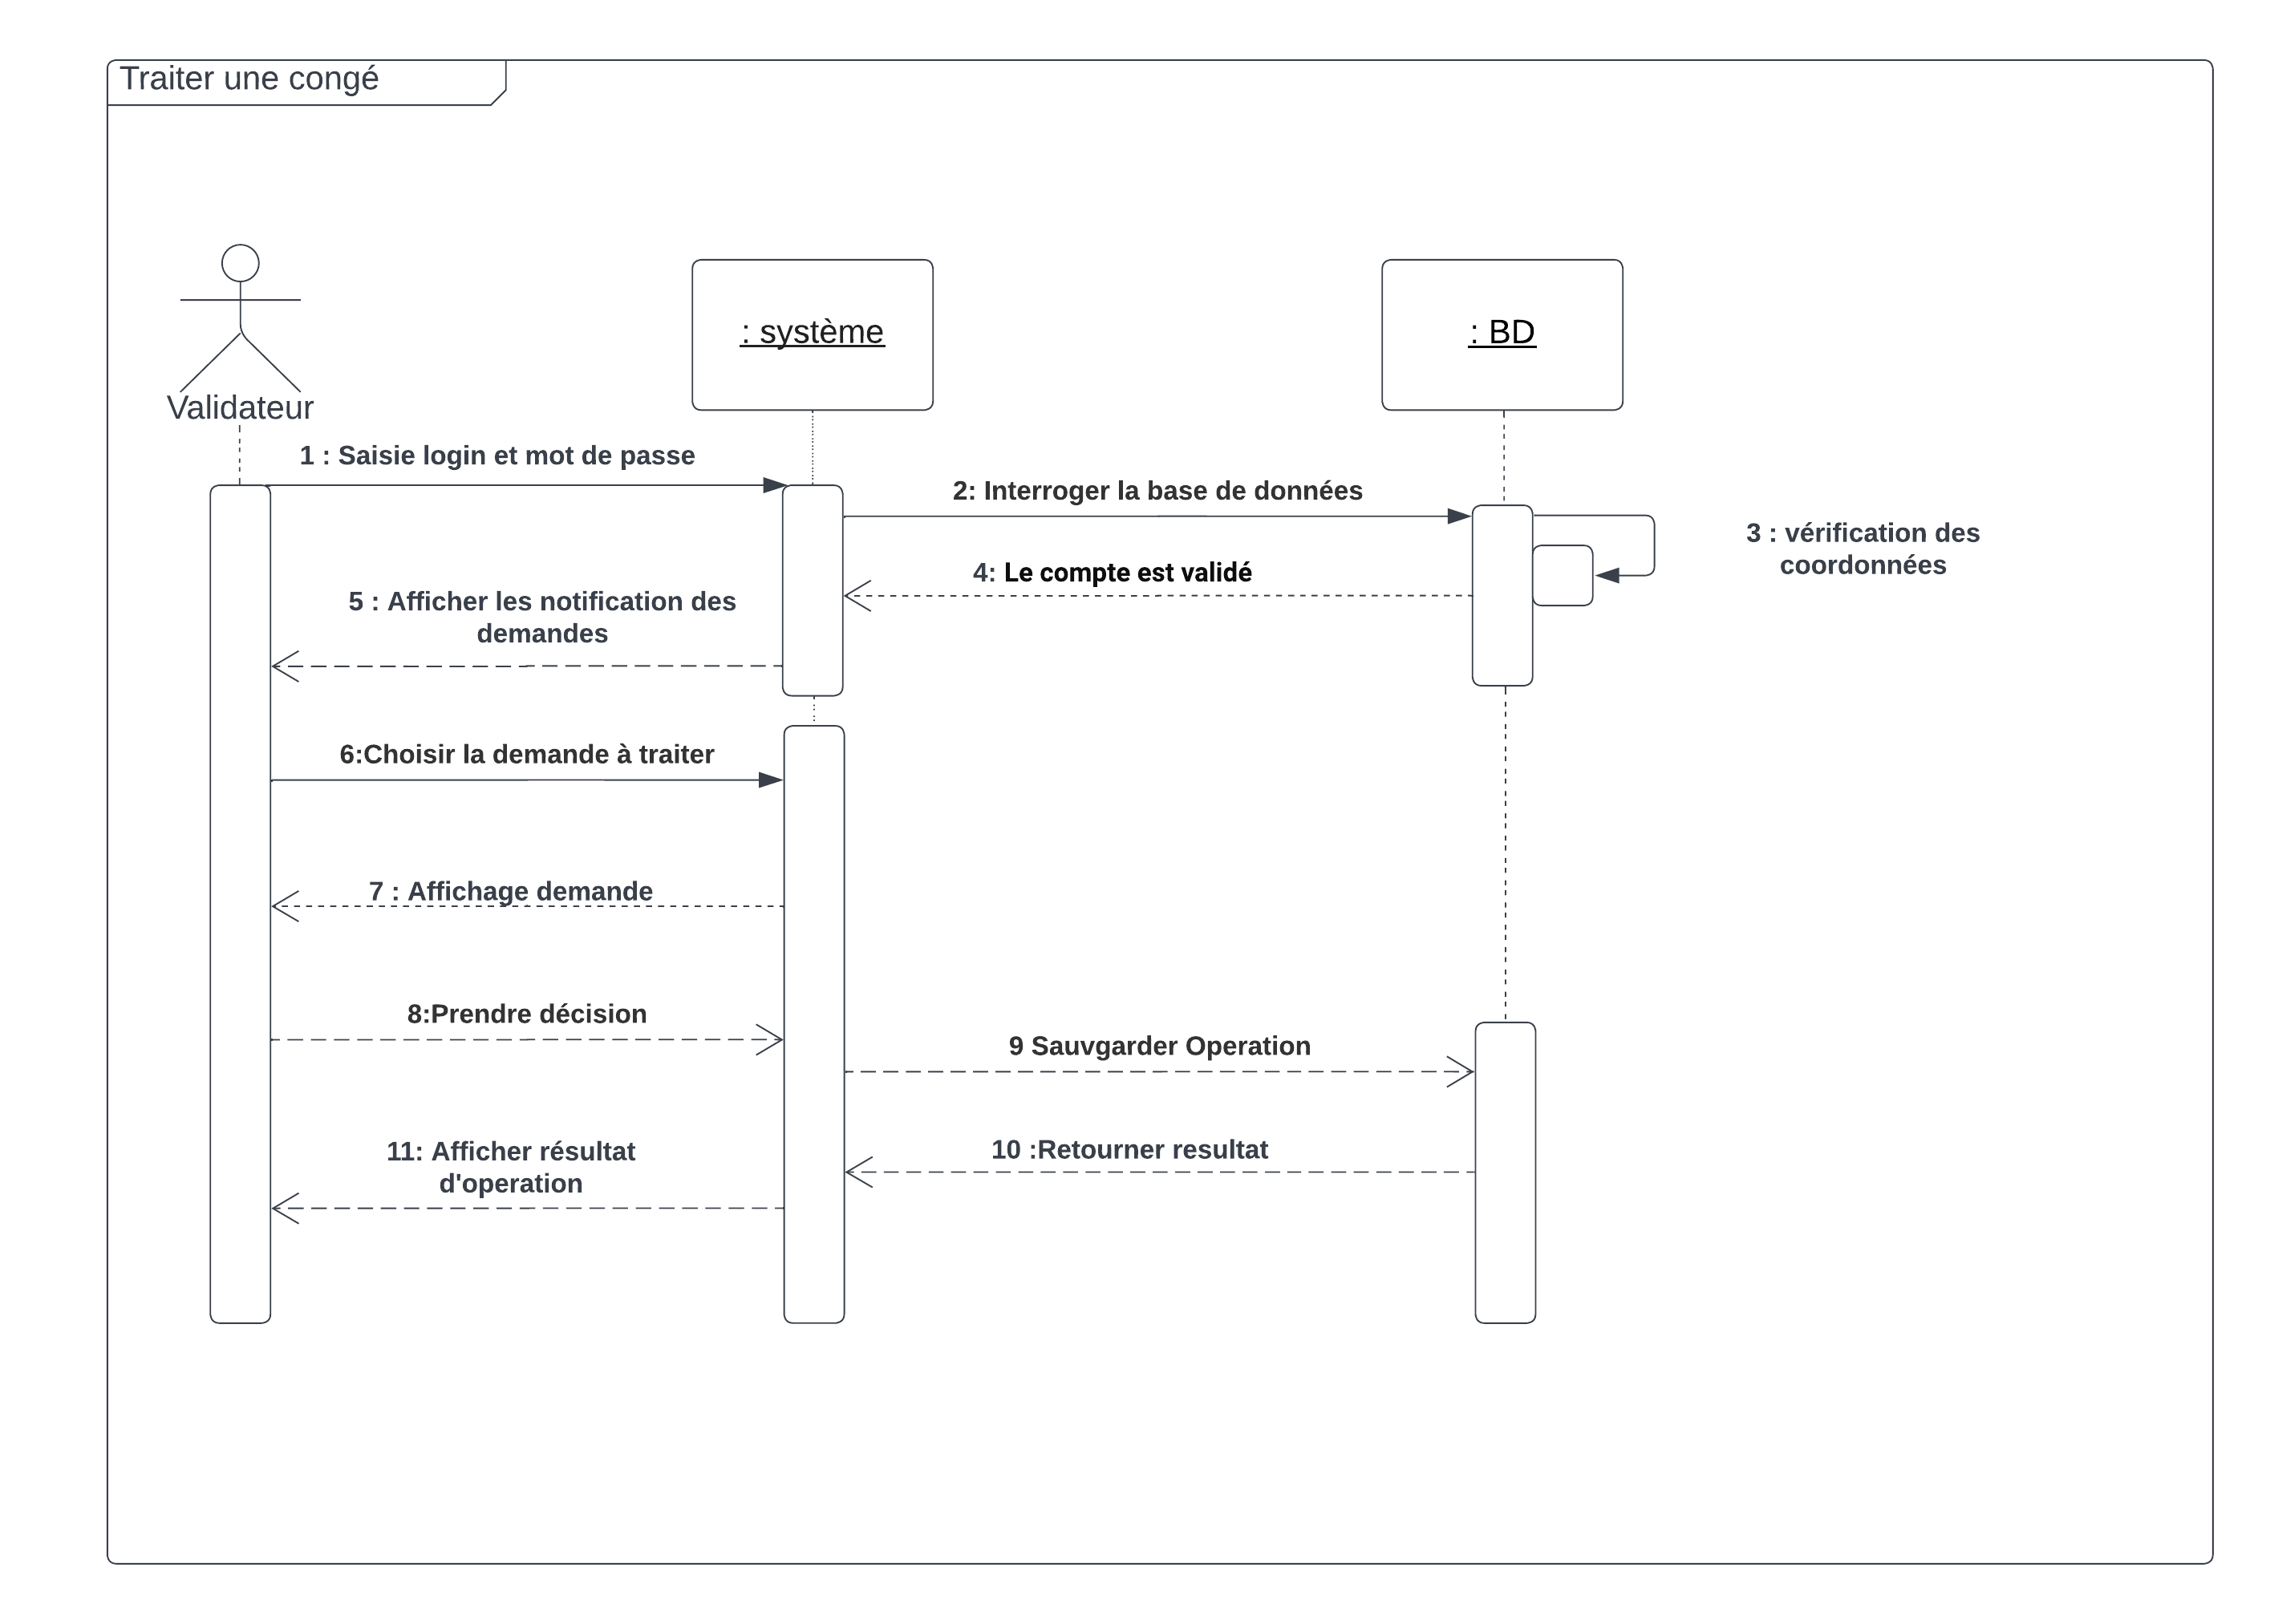 Traiter une congé
: système
: BD
Validateur
1 : Saisie login et mot de passe
2: Interroger la base de données
3 : vérification des
coordonnées
4: Le compte est validé
5 : Afficher les notification des
demandes
6:Choisir la demande à traiter
7 : Affichage demande
8:Prendre décision
9 Sauvgarder Operation
10 :Retourner resultat
11: Afficher résultat
d'operation